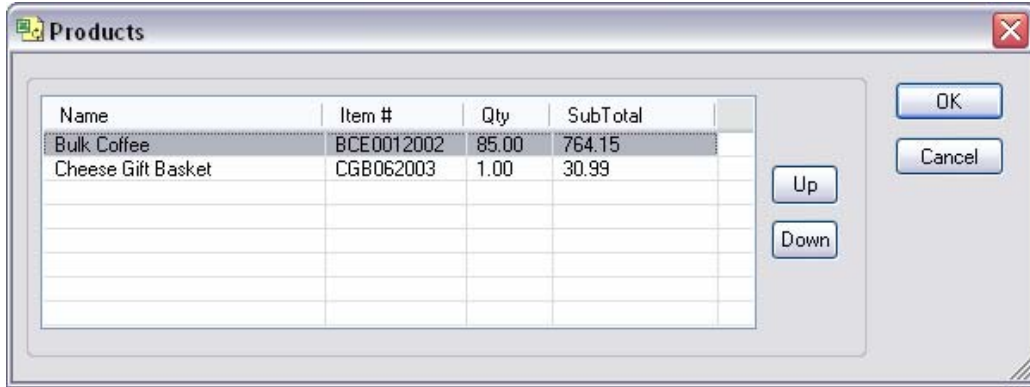 Products
Name Item # Qty SubTotal
Bulk Coffee BCE0012002 85.00 764.15
Cheese Gift Basket CGB062003 1.00 30.99
OK
Cancel
Up
Down